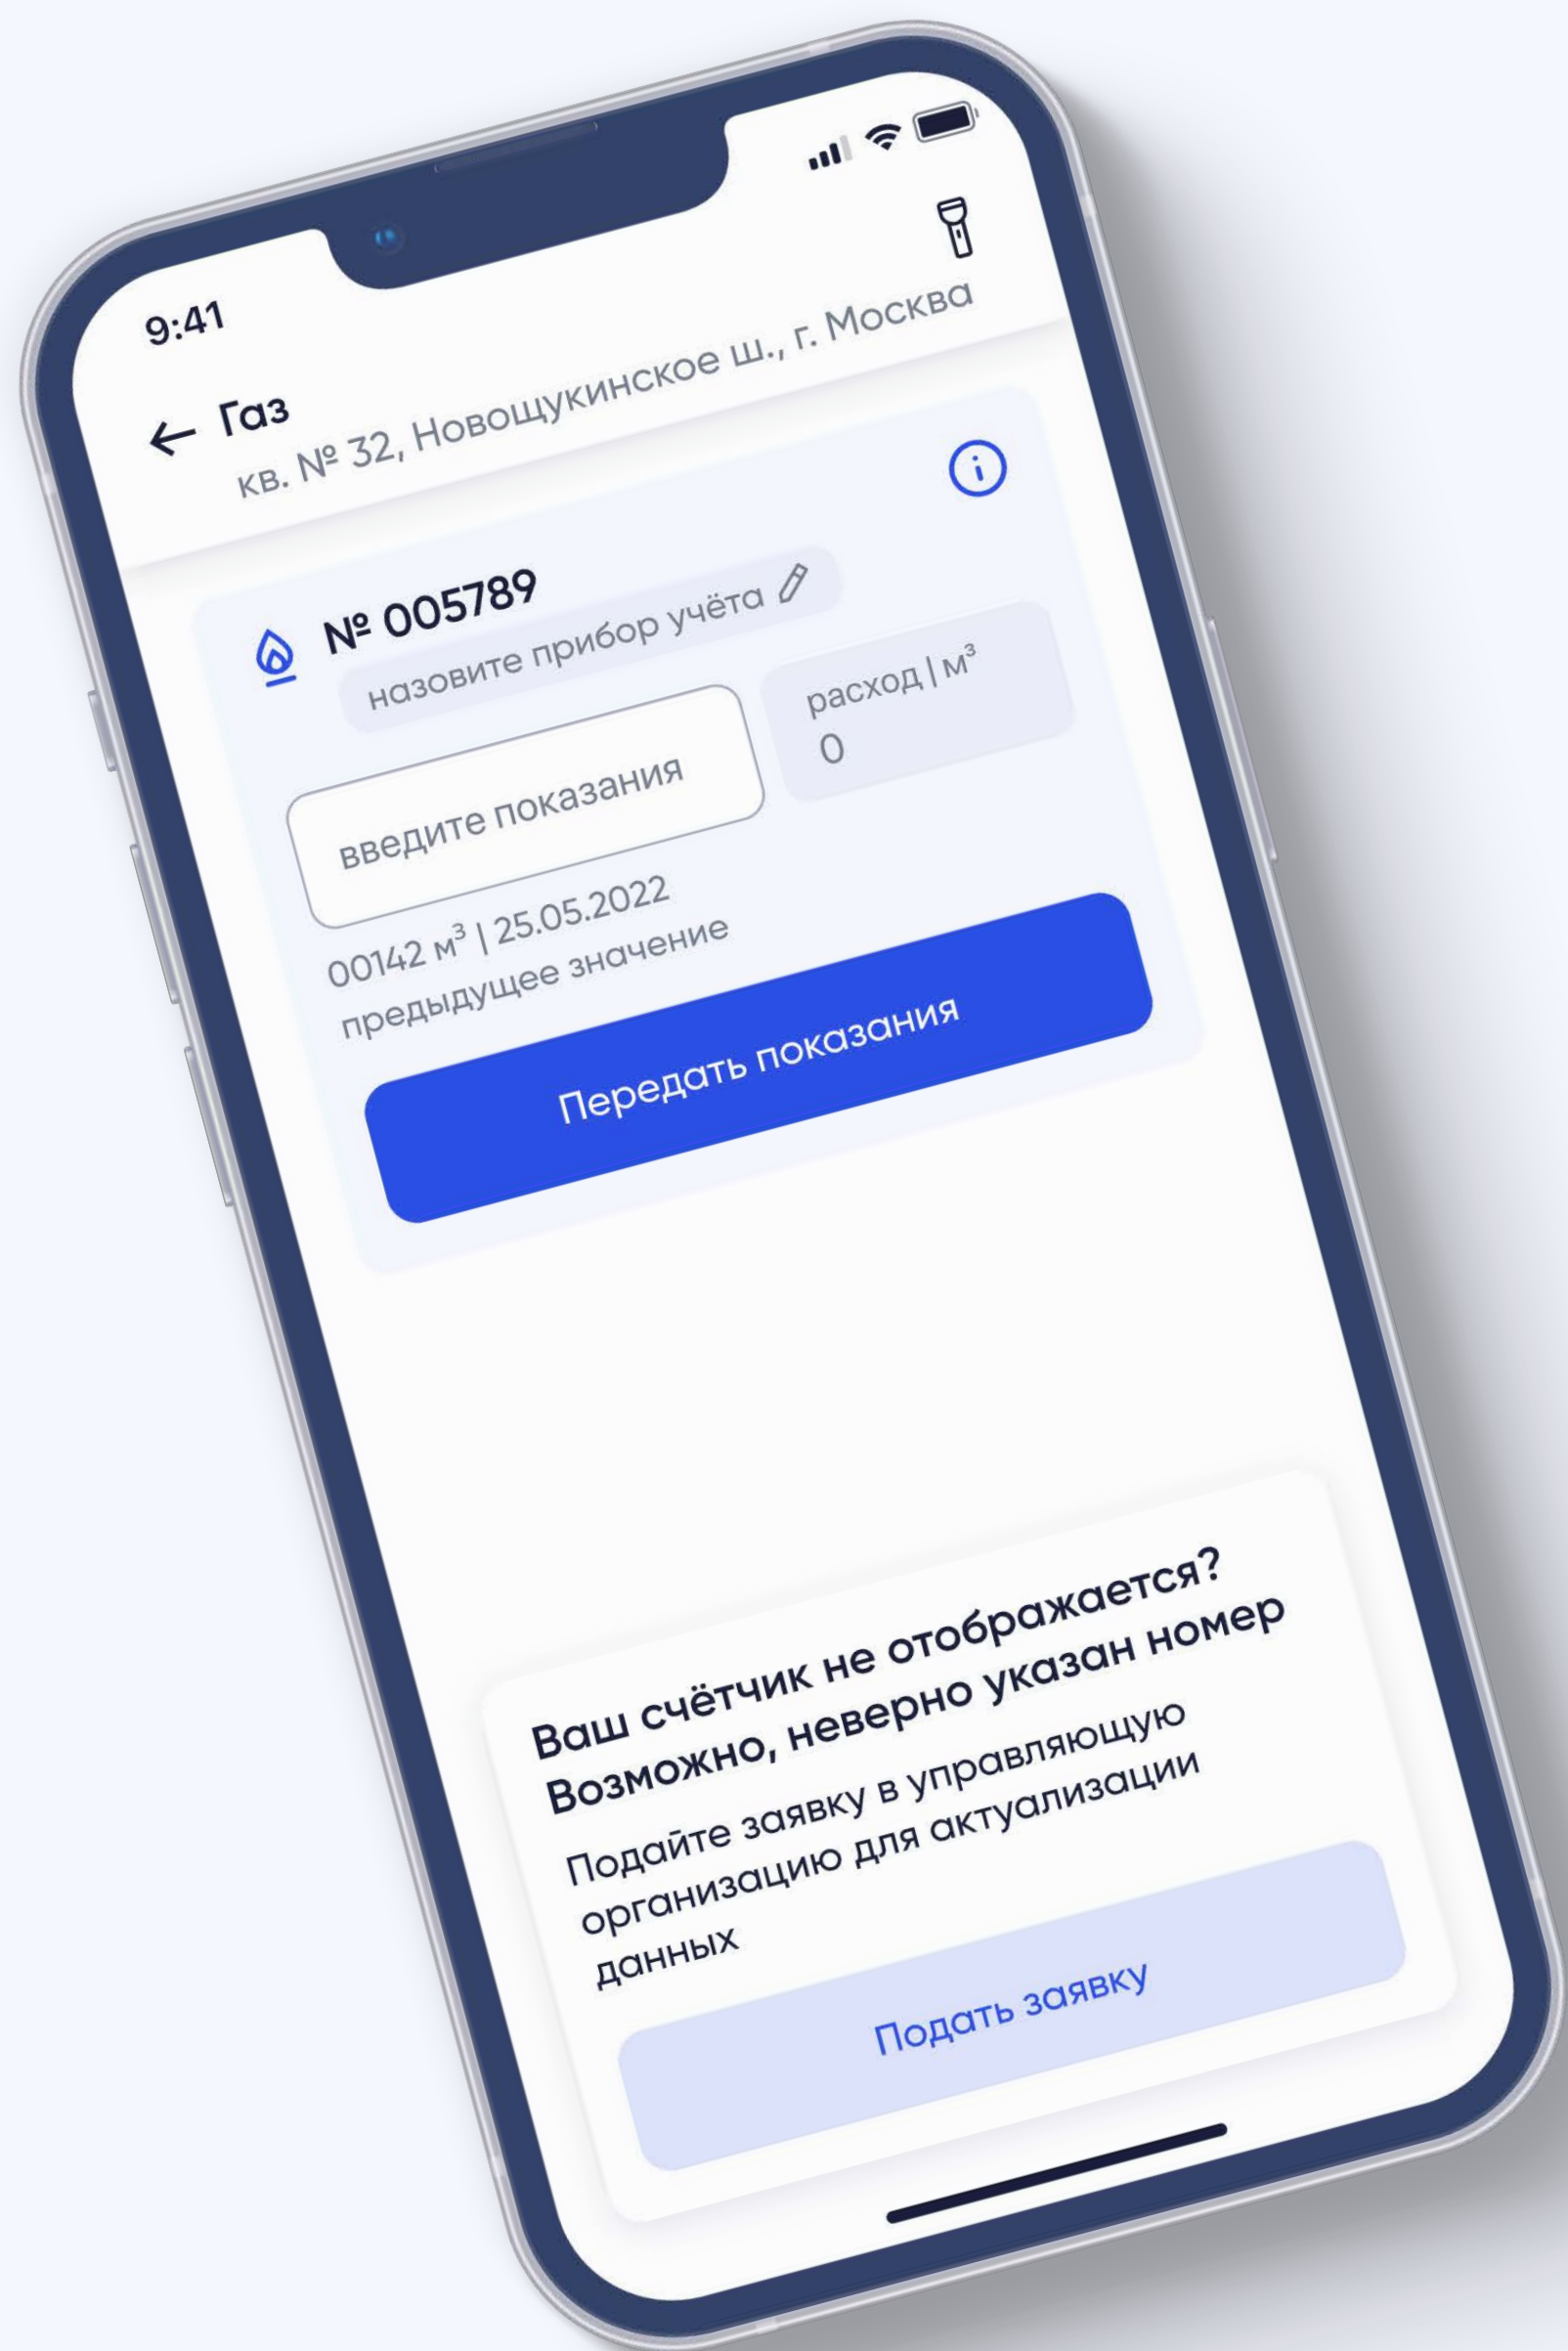 9:41
Газ
кв. № 32, Новощукинское ш., г. Москва
№ 005789
назовите прибор учёта
введите показания
расход | м³
0
00142 м³ | 25.05.2022
предыдущее значение
Передать показания
Ваш счётчик не отображается?
Возможно, неверно указан номер
Подайте заявку в управляющую
организацию для актуализации
данных
Подать заявку